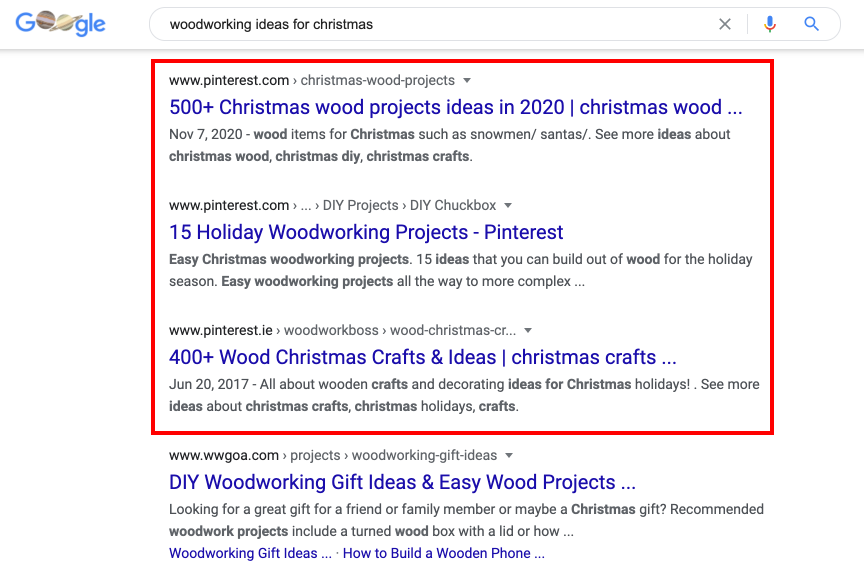 Google
woodworking ideas for christmas
www.pinterest.com › christmas-wood-projects
500+ Christmas wood projects ideas in 2020 | christmas wood ...
Nov 7, 2020 - wood items for Christmas such as snowmen/ santas/. See more ideas about
christmas wood, christmas diy, christmas crafts.
www.pinterest.com › ... › DIY Projects › DIY Chuckbox
15 Holiday Woodworking Projects - Pinterest
Easy Christmas woodworking projects. 15 ideas that you can build out of wood for the holiday
season. Easy woodworking projects all the way to more complex ...
www.pinterest.ie › woodworkboss › wood-christmas-cr...
400+ Wood Christmas Crafts & Ideas | christmas crafts ...
Jun 20, 2017 - All about wooden crafts and decorating ideas for Christmas holidays! . See more
ideas about christmas crafts, christmas holidays, crafts.
www.wwgoa.com › projects › woodworking-gift-ideas
DIY Woodworking Gift Ideas & Easy Wood Projects ...
Looking for a great gift for a friend or family member or maybe a Christmas gift? Recommended
woodwork projects include a turned wood box with a lid or how ...
Woodworking Gift Ideas ... · How to Build a Wooden Phone ...